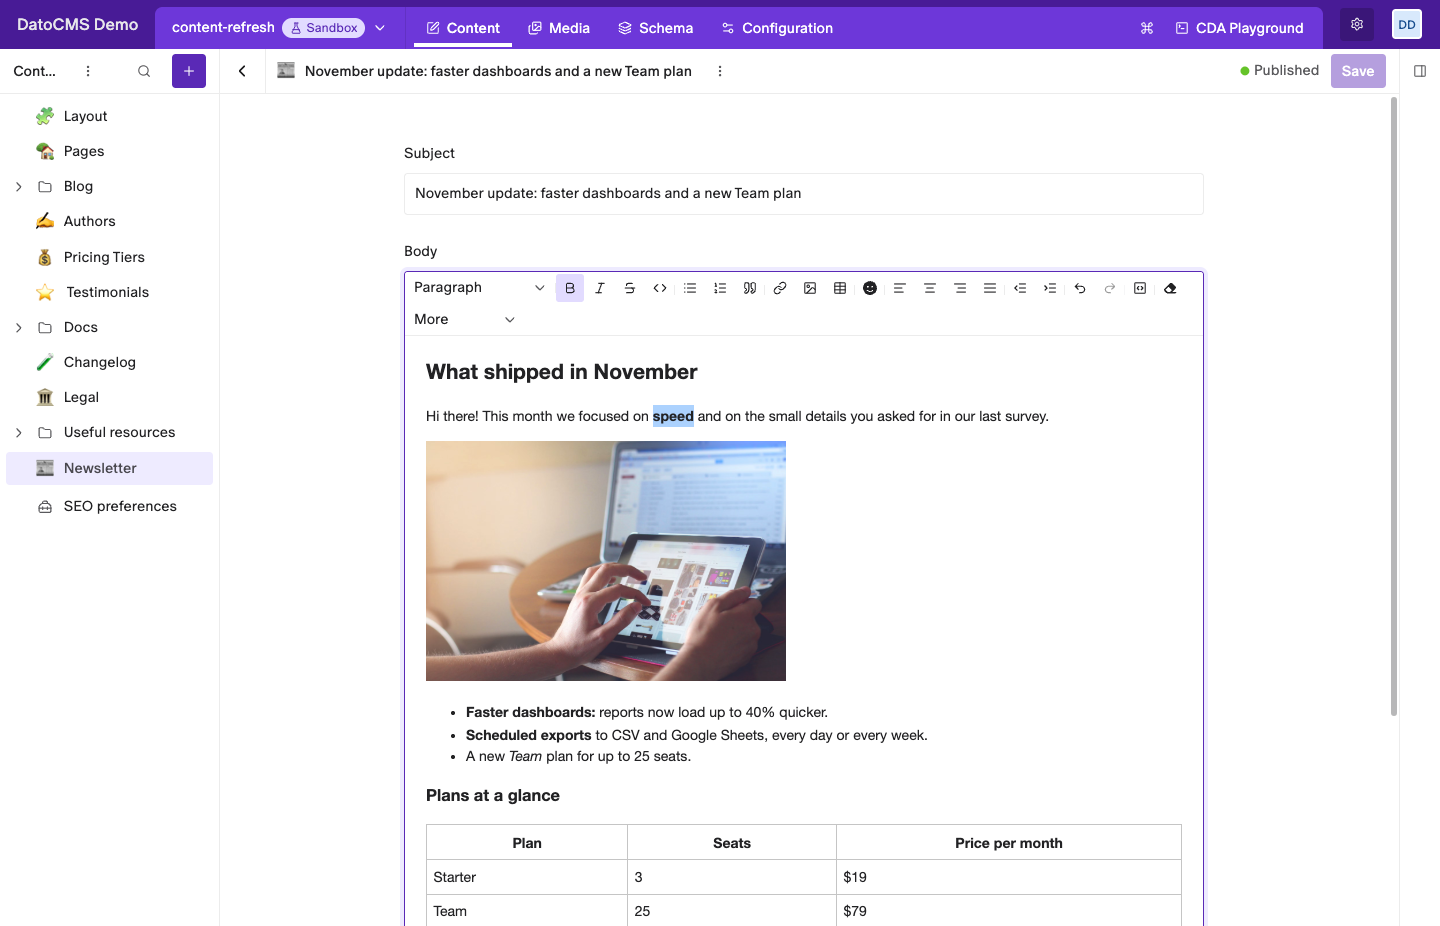 DatoCMS Demo
content-refresh
Sandbox
Content
Media
Schema
Configuration
CDA Playground
DD
Cont...
November update: faster dashboards and a new Team plan
Published
Save
Layout
Pages
Blog
Authors
Pricing Tiers
Testimonials
Docs
Changelog
Legal
Useful resources
Newsletter
SEO preferences
Subject
November update: faster dashboards and a new Team plan
Body
Paragraph
More
What shipped in November
Hi there! This month we focused on speed and on the small details you asked for in our last survey.
Faster dashboards: reports now load up to 40% quicker.
Scheduled exports to CSV and Google Sheets, every day or every week.
A new Team plan for up to 25 seats.
Plans at a glance
Plan Seats Price per month
Starter 3 $19
Team 25 $79